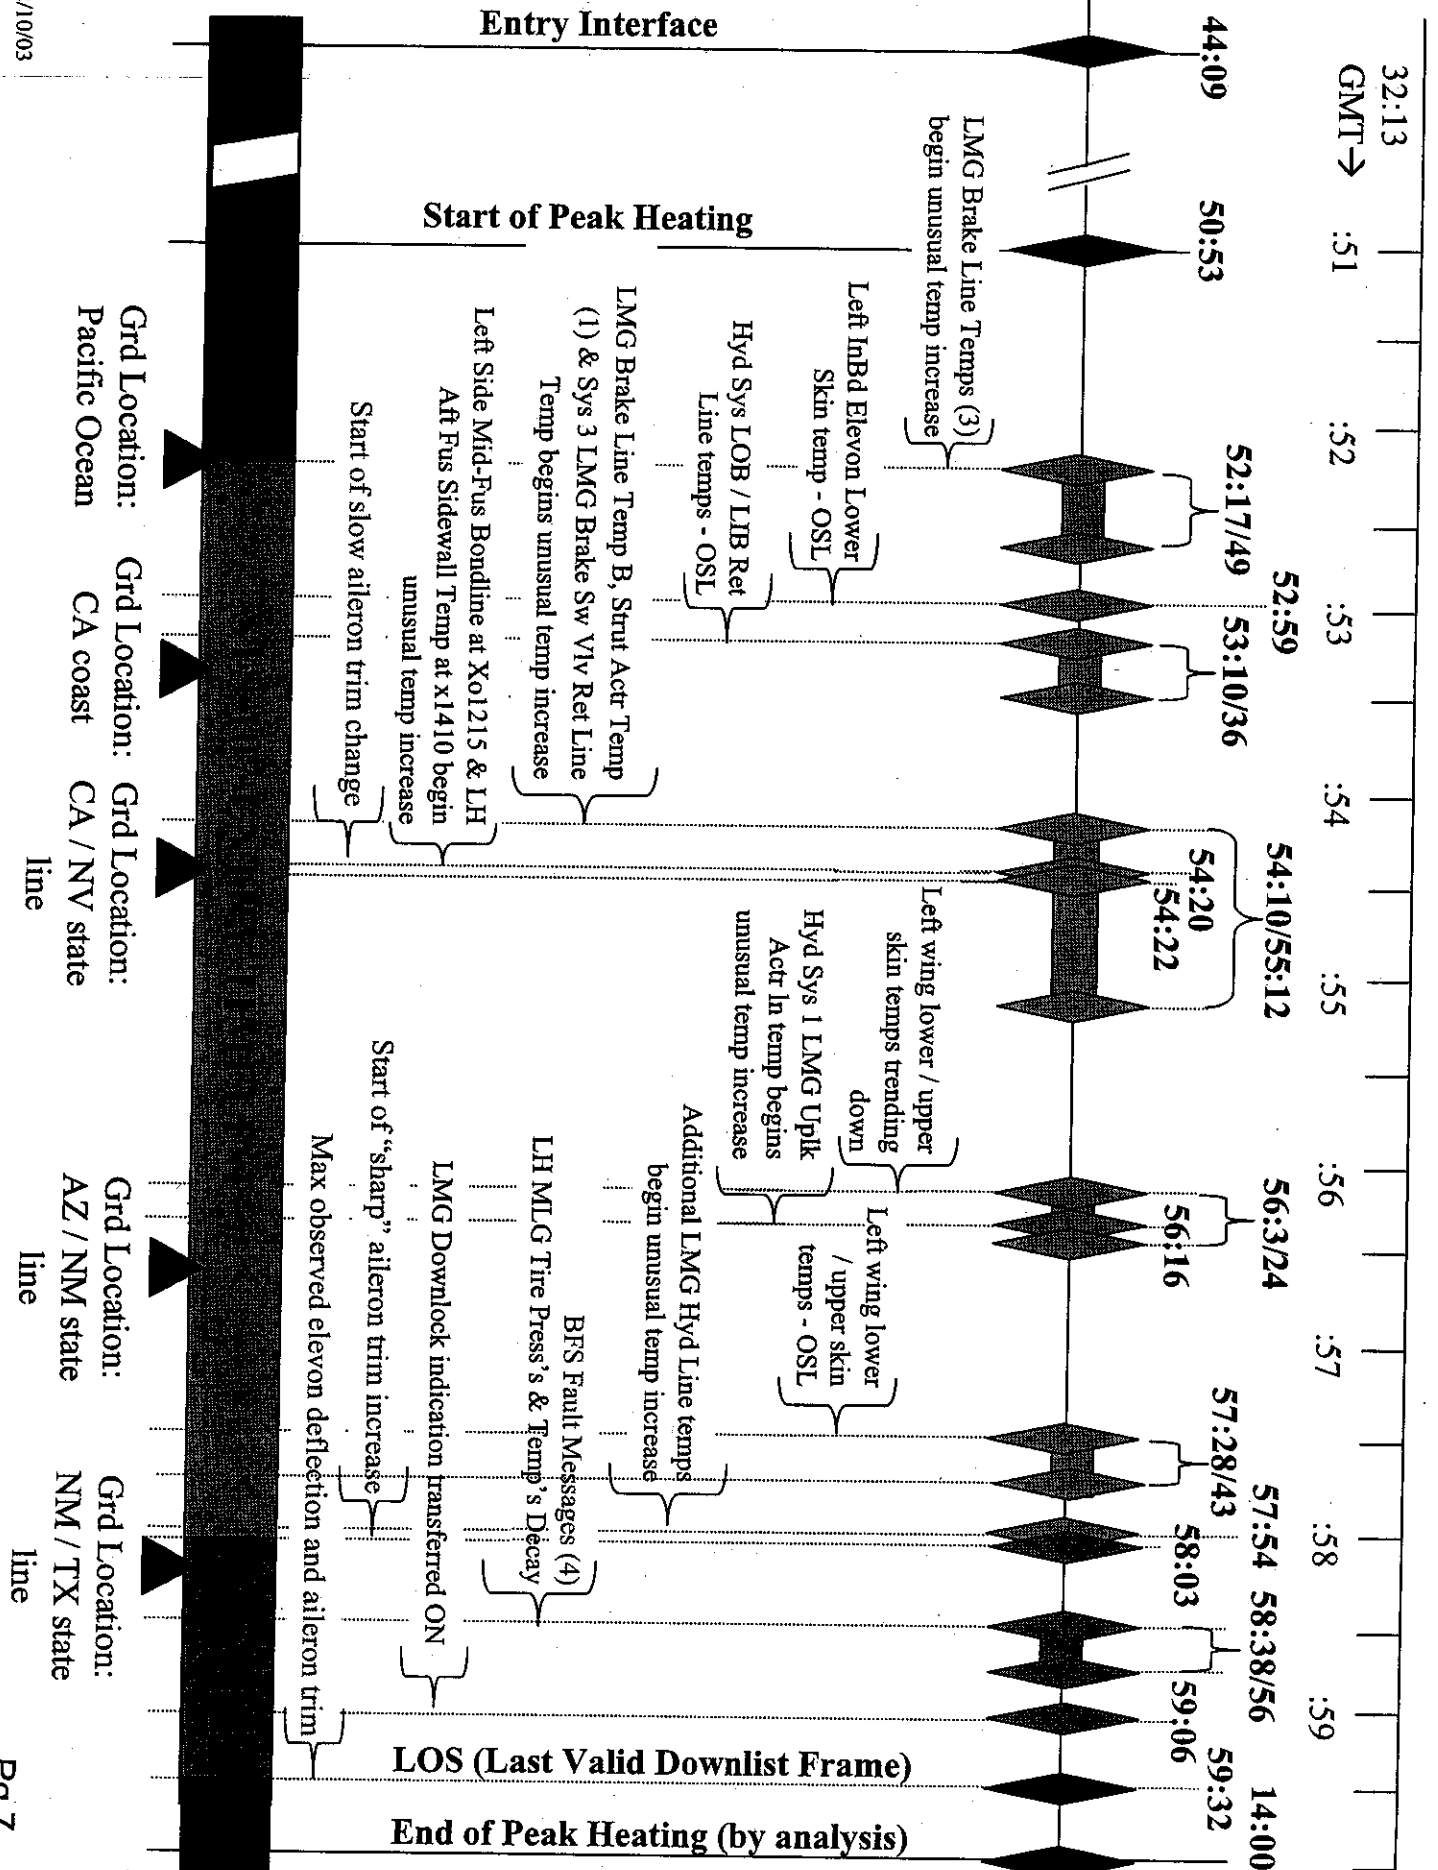 32:13
GMT→
:51
:52
:53
:54
:55
:56
:57
:58
:59
44:09
50:53
52:17/49
52:59
53:10/36
54:10/55:12
54:20
54:22
56:3/24
56:16
57:28/43
57:54
58:03
58:38/56
59:06
59:32
14:00
Entry Interface
Start of Peak Heating
LMG Brake Line Temps (3)
begin unusual temp increase
Left InBd Elevon Lower
Skin temp - OSL
Hyd Sys LOB / LIB Ret
Line temps - OSL
LMG Brake Line Temp B, Strut Actr Temp
(1) & Sys 3 LMG Brake Sw Vlv Ret Line
Temp begins unusual temp increase
Left Side Mid-Fus Bondline at Xo1215 & LH
Aft Fus Sidewall Temp at x1410 begin
unusual temp increase
Start of slow aileron trim change
Left wing lower / upper
skin temps trending
down
Hyd Sys 1 LMG Uplk
Actr ln temp begins
unusual temp increase
Left wing lower
/ upper skin
temps - OSL
Additional LMG Hyd Line temps
begin unusual temp increase
BFS Fault Messages (4)
LH MLG Tire Press's & Temp's Decay
LMG Downlock indication transferred ON
Start of “sharp” aileron trim increase
Max observed elevon deflection and aileron trim
LOS (Last Valid Downlist Frame)
End of Peak Heating (by analysis)
Grd Location:
Pacific Ocean
Grd Location:
CA coast
Grd Location:
CA / NV state
line
Grd Location:
AZ / NM state
line
Grd Location:
NM / TX state
line
/10/03
Pg 7